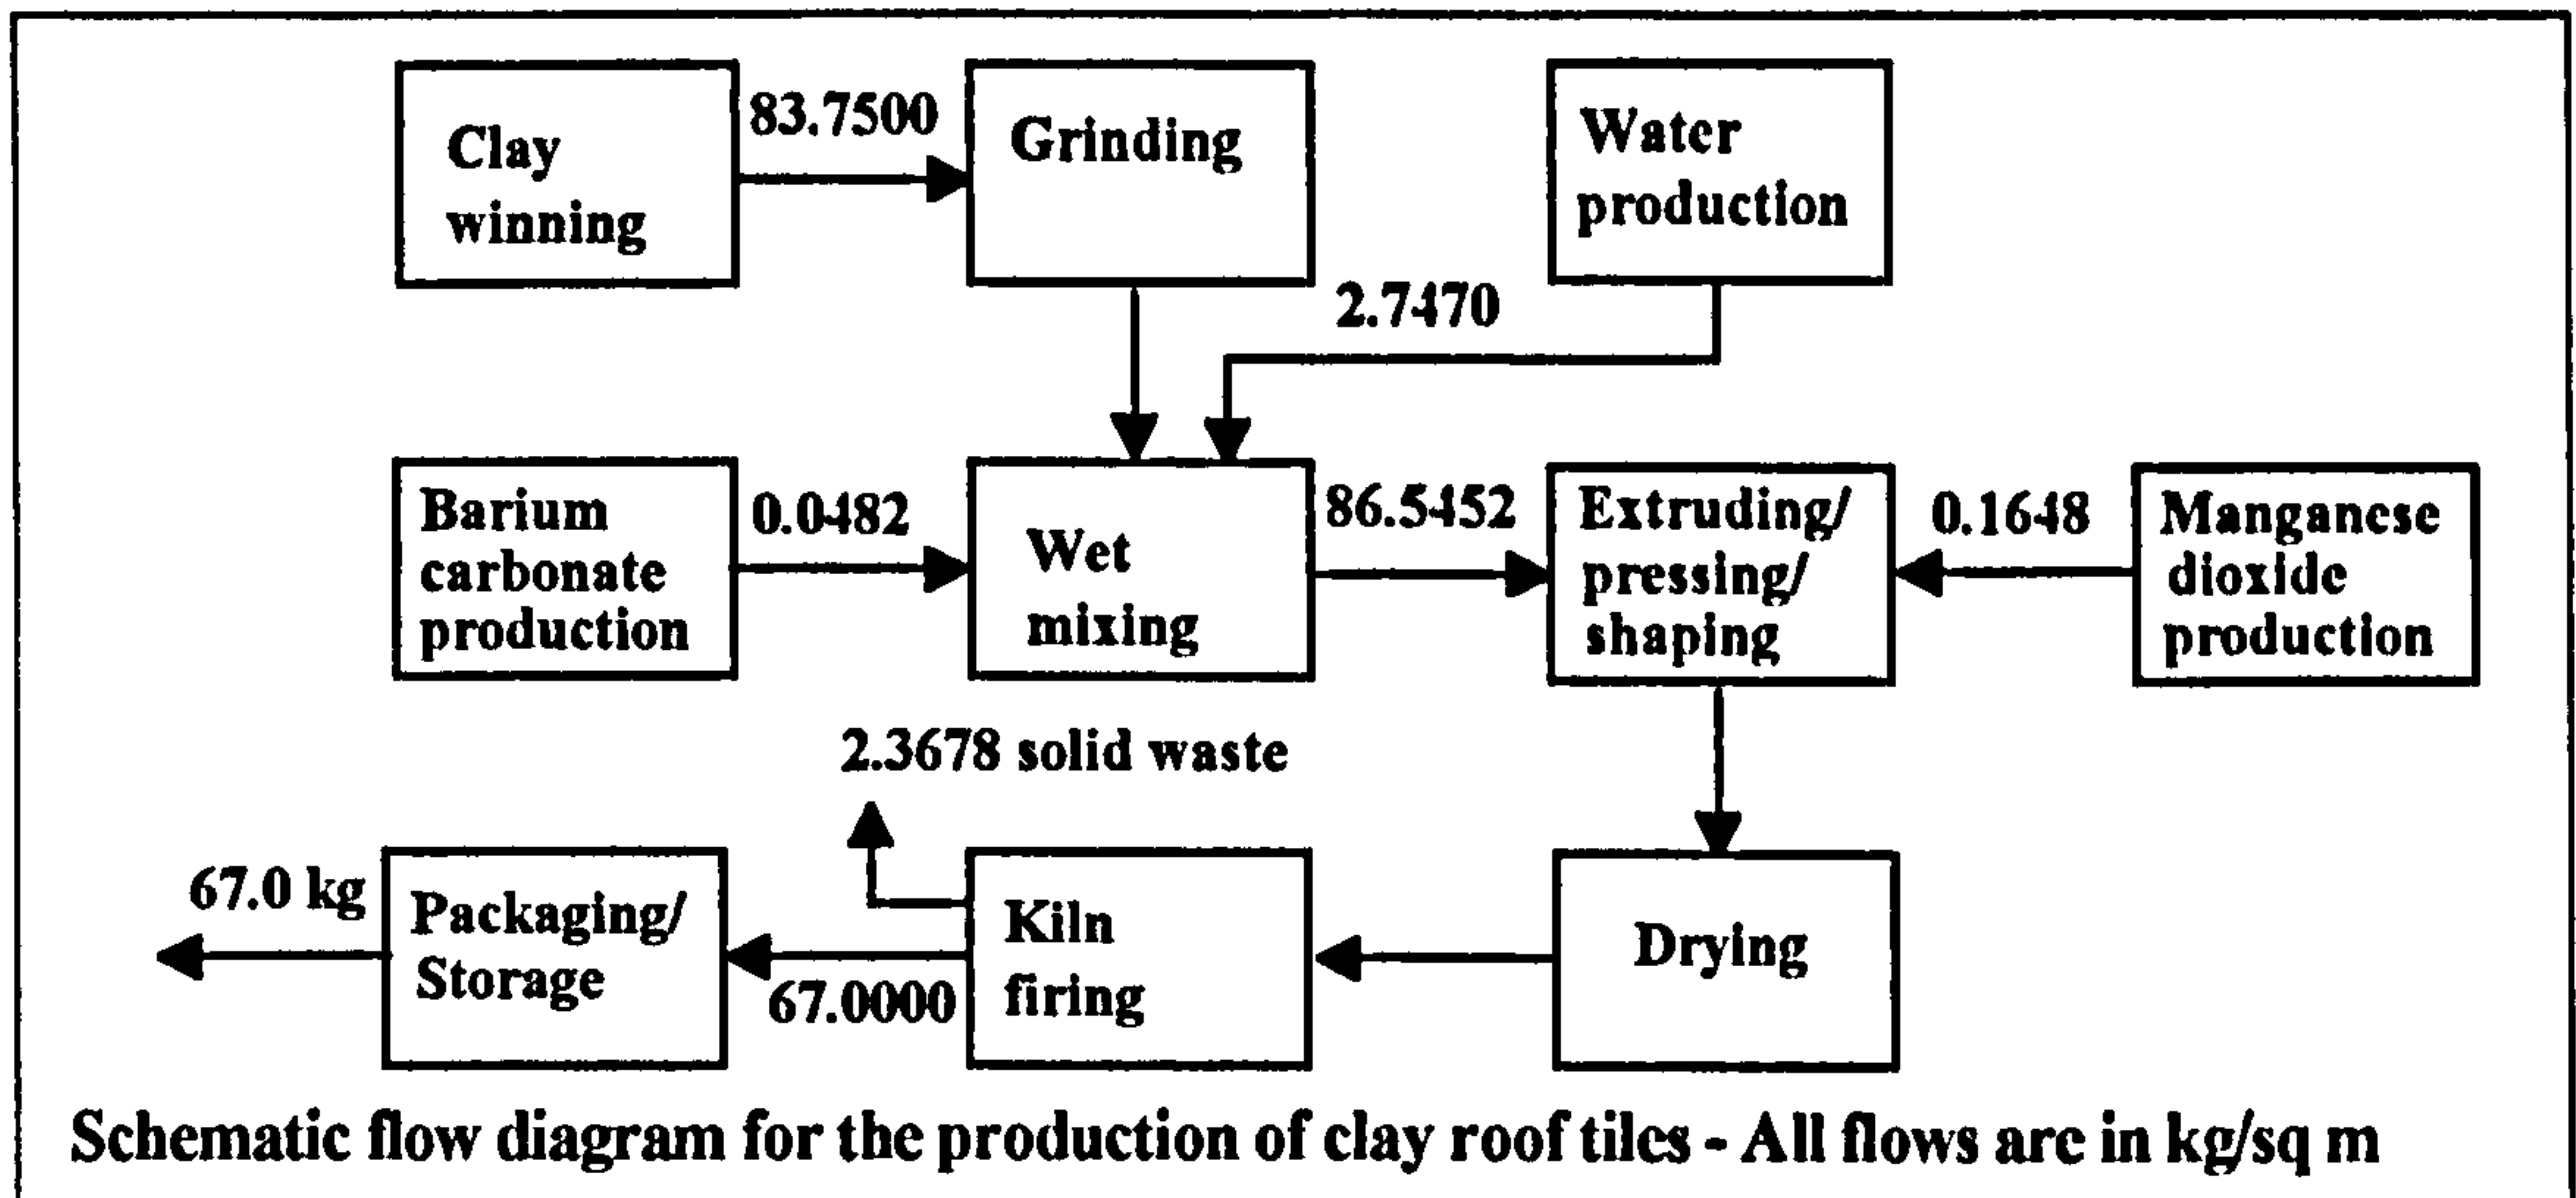 Clay
winning
83.7500
Grinding
Water
production
2.7470
Barium
carbonate
production
0.0482
Wet
mixing
86.5452
Extruding/
pressing/
shaping
0.1648
Manganese
dioxide
production
2.3678 solid waste
67.0 kg
Packaging/
Storage
67.0000
Kiln
firing
Drying
Schematic flow diagram for the production of clay roof tiles - All flows are in kg/sq m